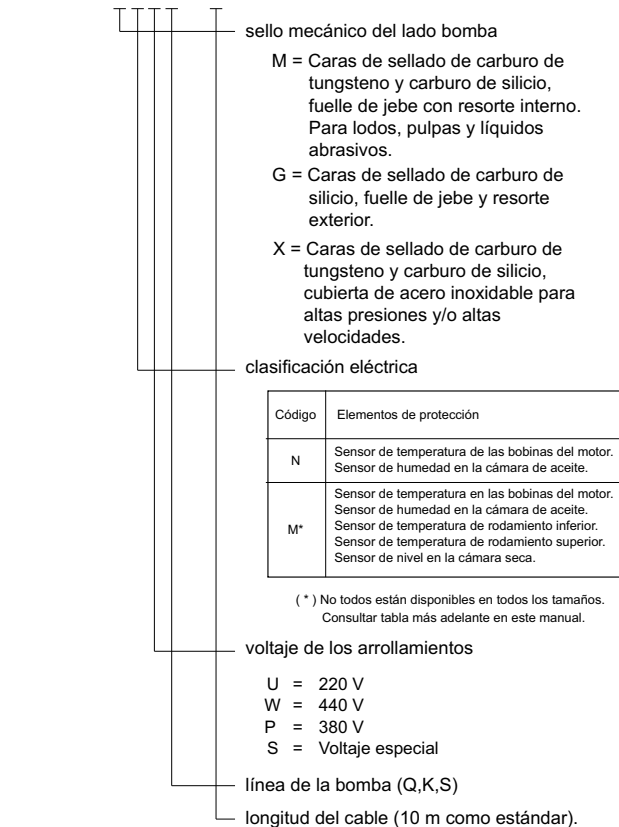 sello mecánico del lado bomba
M = Caras de sellado de carburo de
tungsteno y carburo de silicio,
fuelle de jebe con resorte interno.
Para lodos, pulpas y líquidos
abrasivos.
G = Caras de sellado de carburo de
silicio, fuelle de jebe y resorte
exterior.
X = Caras de sellado de carburo de
tungsteno y carburo de silicio,
cubierta de acero inoxidable para
altas presiones y/o altas
velocidades.
clasificación eléctrica
Código Elementos de protección
N
Sensor de temperatura de las bobinas del motor.
Sensor de humedad en la cámara de aceite.
M*
Sensor de temperatura en las bobinas del motor.
Sensor de humedad en la cámara de aceite.
Sensor de temperatura de rodamiento inferior.
Sensor de temperatura de rodamiento superior.
Sensor de nivel en la cámara seca.
( * ) No todos están disponibles en todos los tamaños.
Consultar tabla más adelante en este manual.
voltaje de los arrollamientos
U = 220 V
W = 440 V
P = 380 V
S = Voltaje especial
línea de la bomba (Q,K,S)
longitud del cable (10 m como estándar).